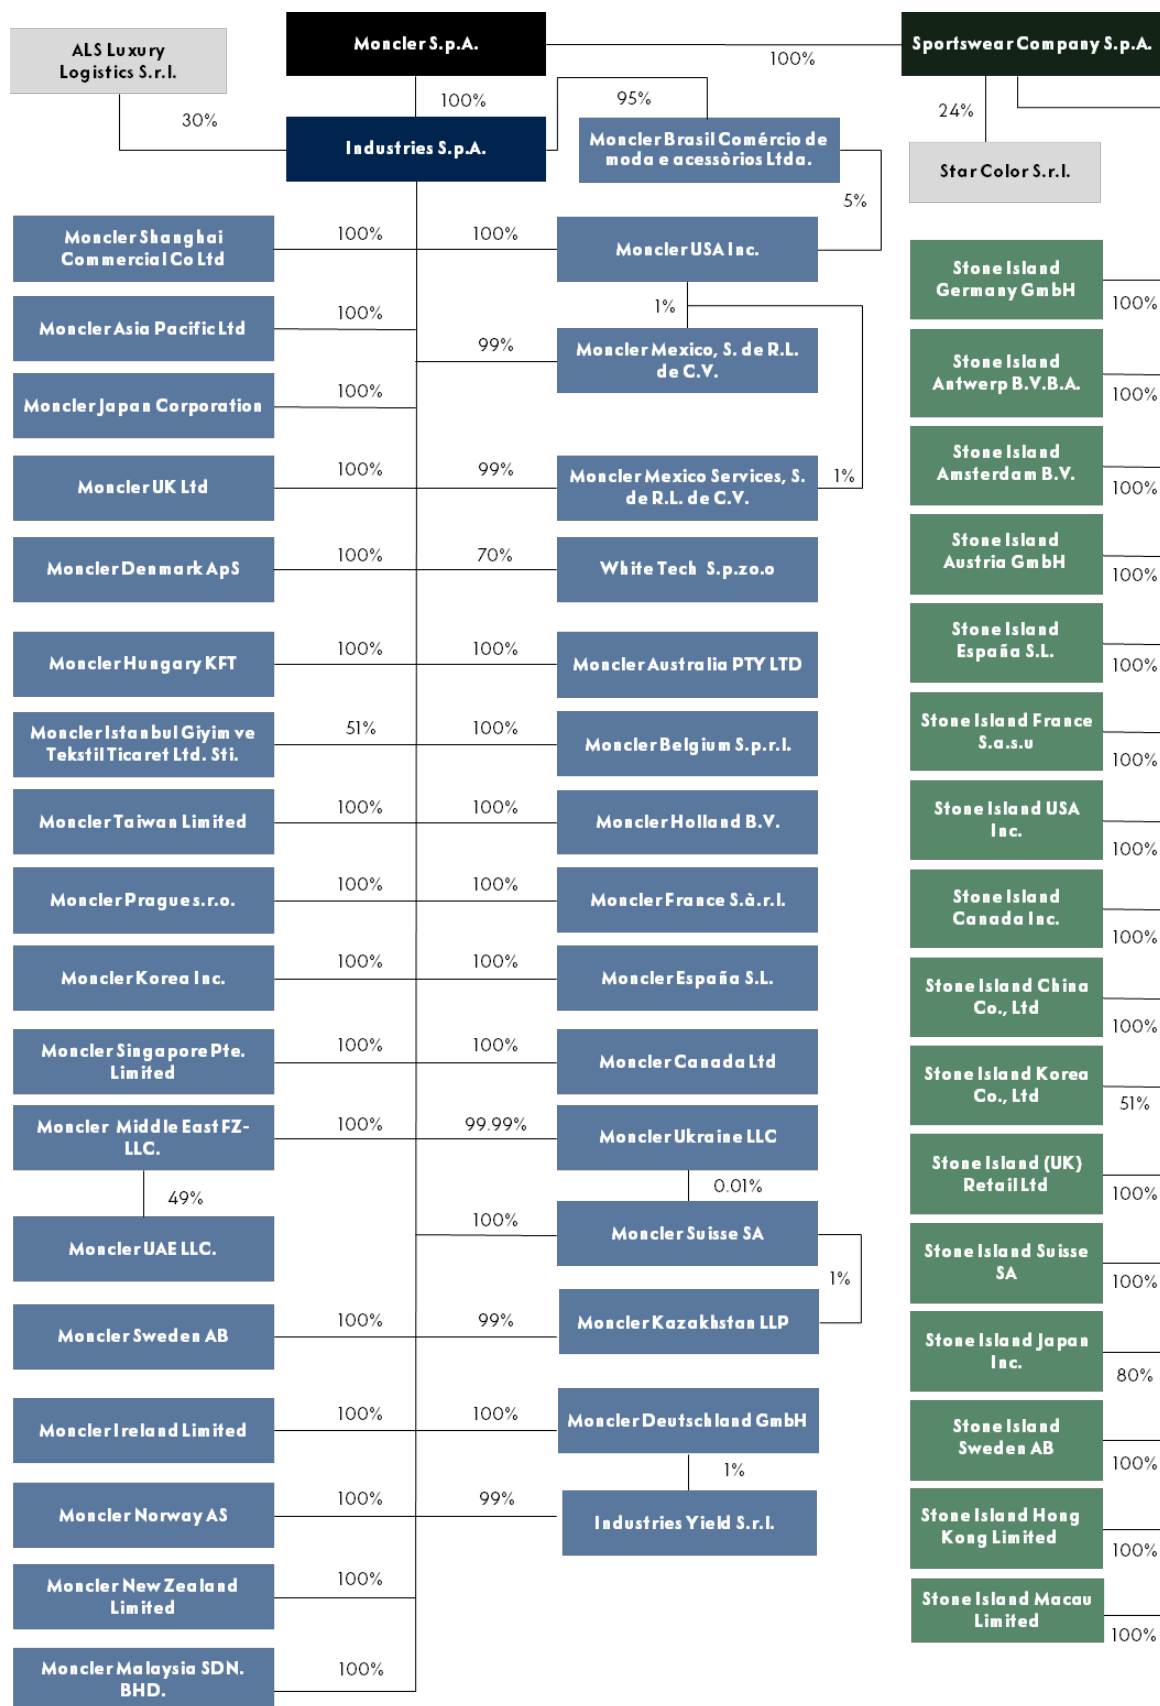 ALS Luxury
Logistics S.r.l.
Moncler S.p.A.
Sportswear Company S.p.A.
100%
100%
95%
30%
24%
Industries S.p.A.
Moncler Brasil Comércio de
moda e acessòrios Ltda.
Star Color S.r.l.
5%
Moncler Shanghai
Commercial Co Ltd
100%
100%
Moncler USA Inc.
Stone Island
Germany GmbH
100%
Moncler Asia Pacific Ltd
100%
1%
99%
Moncler Mexico, S. de R.L.
de C.V.
Stone Island
Antwerp B.V.B.A.
100%
Moncler Japan Corporation
100%
Moncler UK Ltd
100%
99%
Moncler Mexico Services, S.
de R.L. de C.V.
1%
Stone Island
Amsterdam B.V.
100%
Moncler Denmark ApS
100%
70%
White Tech S.p.zo.o
Stone Island
Austria GmbH
100%
Moncler Hungary KFT
100%
100%
Moncler Australia PTY LTD
Stone Island
España S.L.
100%
Moncler Istanbul Giyim ve
Tekstil Ticaret Ltd. Sti.
51%
100%
Moncler Belgium S.p.r.l.
Stone Island France
S.a.s.u
100%
Moncler Taiwan Limited
100%
100%
Moncler Holland B.V.
Stone Island USA
Inc.
100%
Moncler Prague s.r.o.
100%
100%
Moncler France S.à.r.l.
Stone Island
Canada Inc.
100%
Moncler Korea Inc.
100%
100%
Moncler España S.L.
Stone Island China
Co., Ltd
100%
Moncler Singapore Pte.
Limited
100%
100%
Moncler Canada Ltd
Stone Island Korea
Co., Ltd
51%
Moncler Middle East FZ-
LLC.
100%
99.99%
Moncler Ukraine LLC
Stone Island (UK)
Retail Ltd
100%
49%
0.01%
Moncler UAE LLC.
100%
Moncler Suisse SA
1%
Stone Island Suisse
SA
100%
Moncler Sweden AB
100%
99%
Moncler Kazakhstan LLP
Stone Island Japan
Inc.
80%
Moncler Ireland Limited
100%
100%
Moncler Deutschland GmbH
Stone Island
Sweden AB
100%
1%
Moncler Norway AS
100%
99%
Industries Yield S.r.l.
Stone Island Hong
Kong Limited
100%
Moncler New Zealand
Limited
100%
Stone Island Macau
Limited
100%
Moncler Malaysia SDN.
BHD.
100%